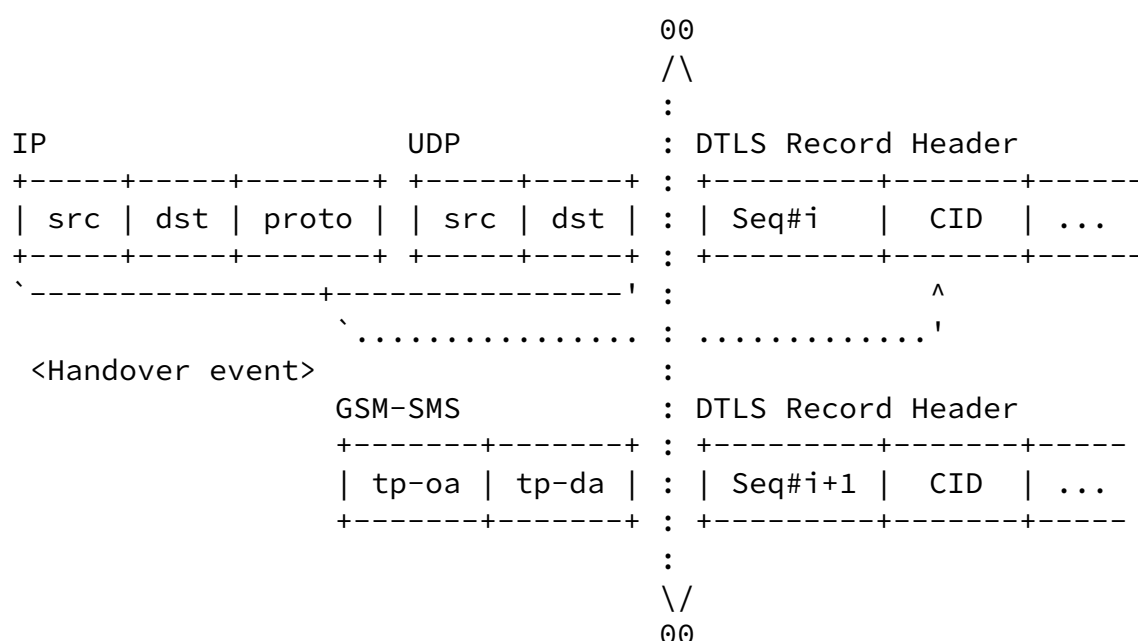 00
                                             /\
                                             :
IP                         UDP               : DTLS Record Header
+-----+-----+-------+ +-----+-----+ : +---------+-------+------
| src | dst | proto | | src | dst | : | Seq#i   |  CID  | ...
+-----+-----+-------+ +-----+-----+ : +---------+-------+------
`----------------+----------------' :                 ^
                 `................ : .............'
 <Handover event>                   :
                 GSM-SMS            : DTLS Record Header
                 +-------+-------+ : +---------+-------+-----
                 | tp-oa | tp-da | : | Seq#i+1 |  CID  | ...
                 +-------+-------+ : +---------+-------+-----
                                    :
                                    \/
                                    00